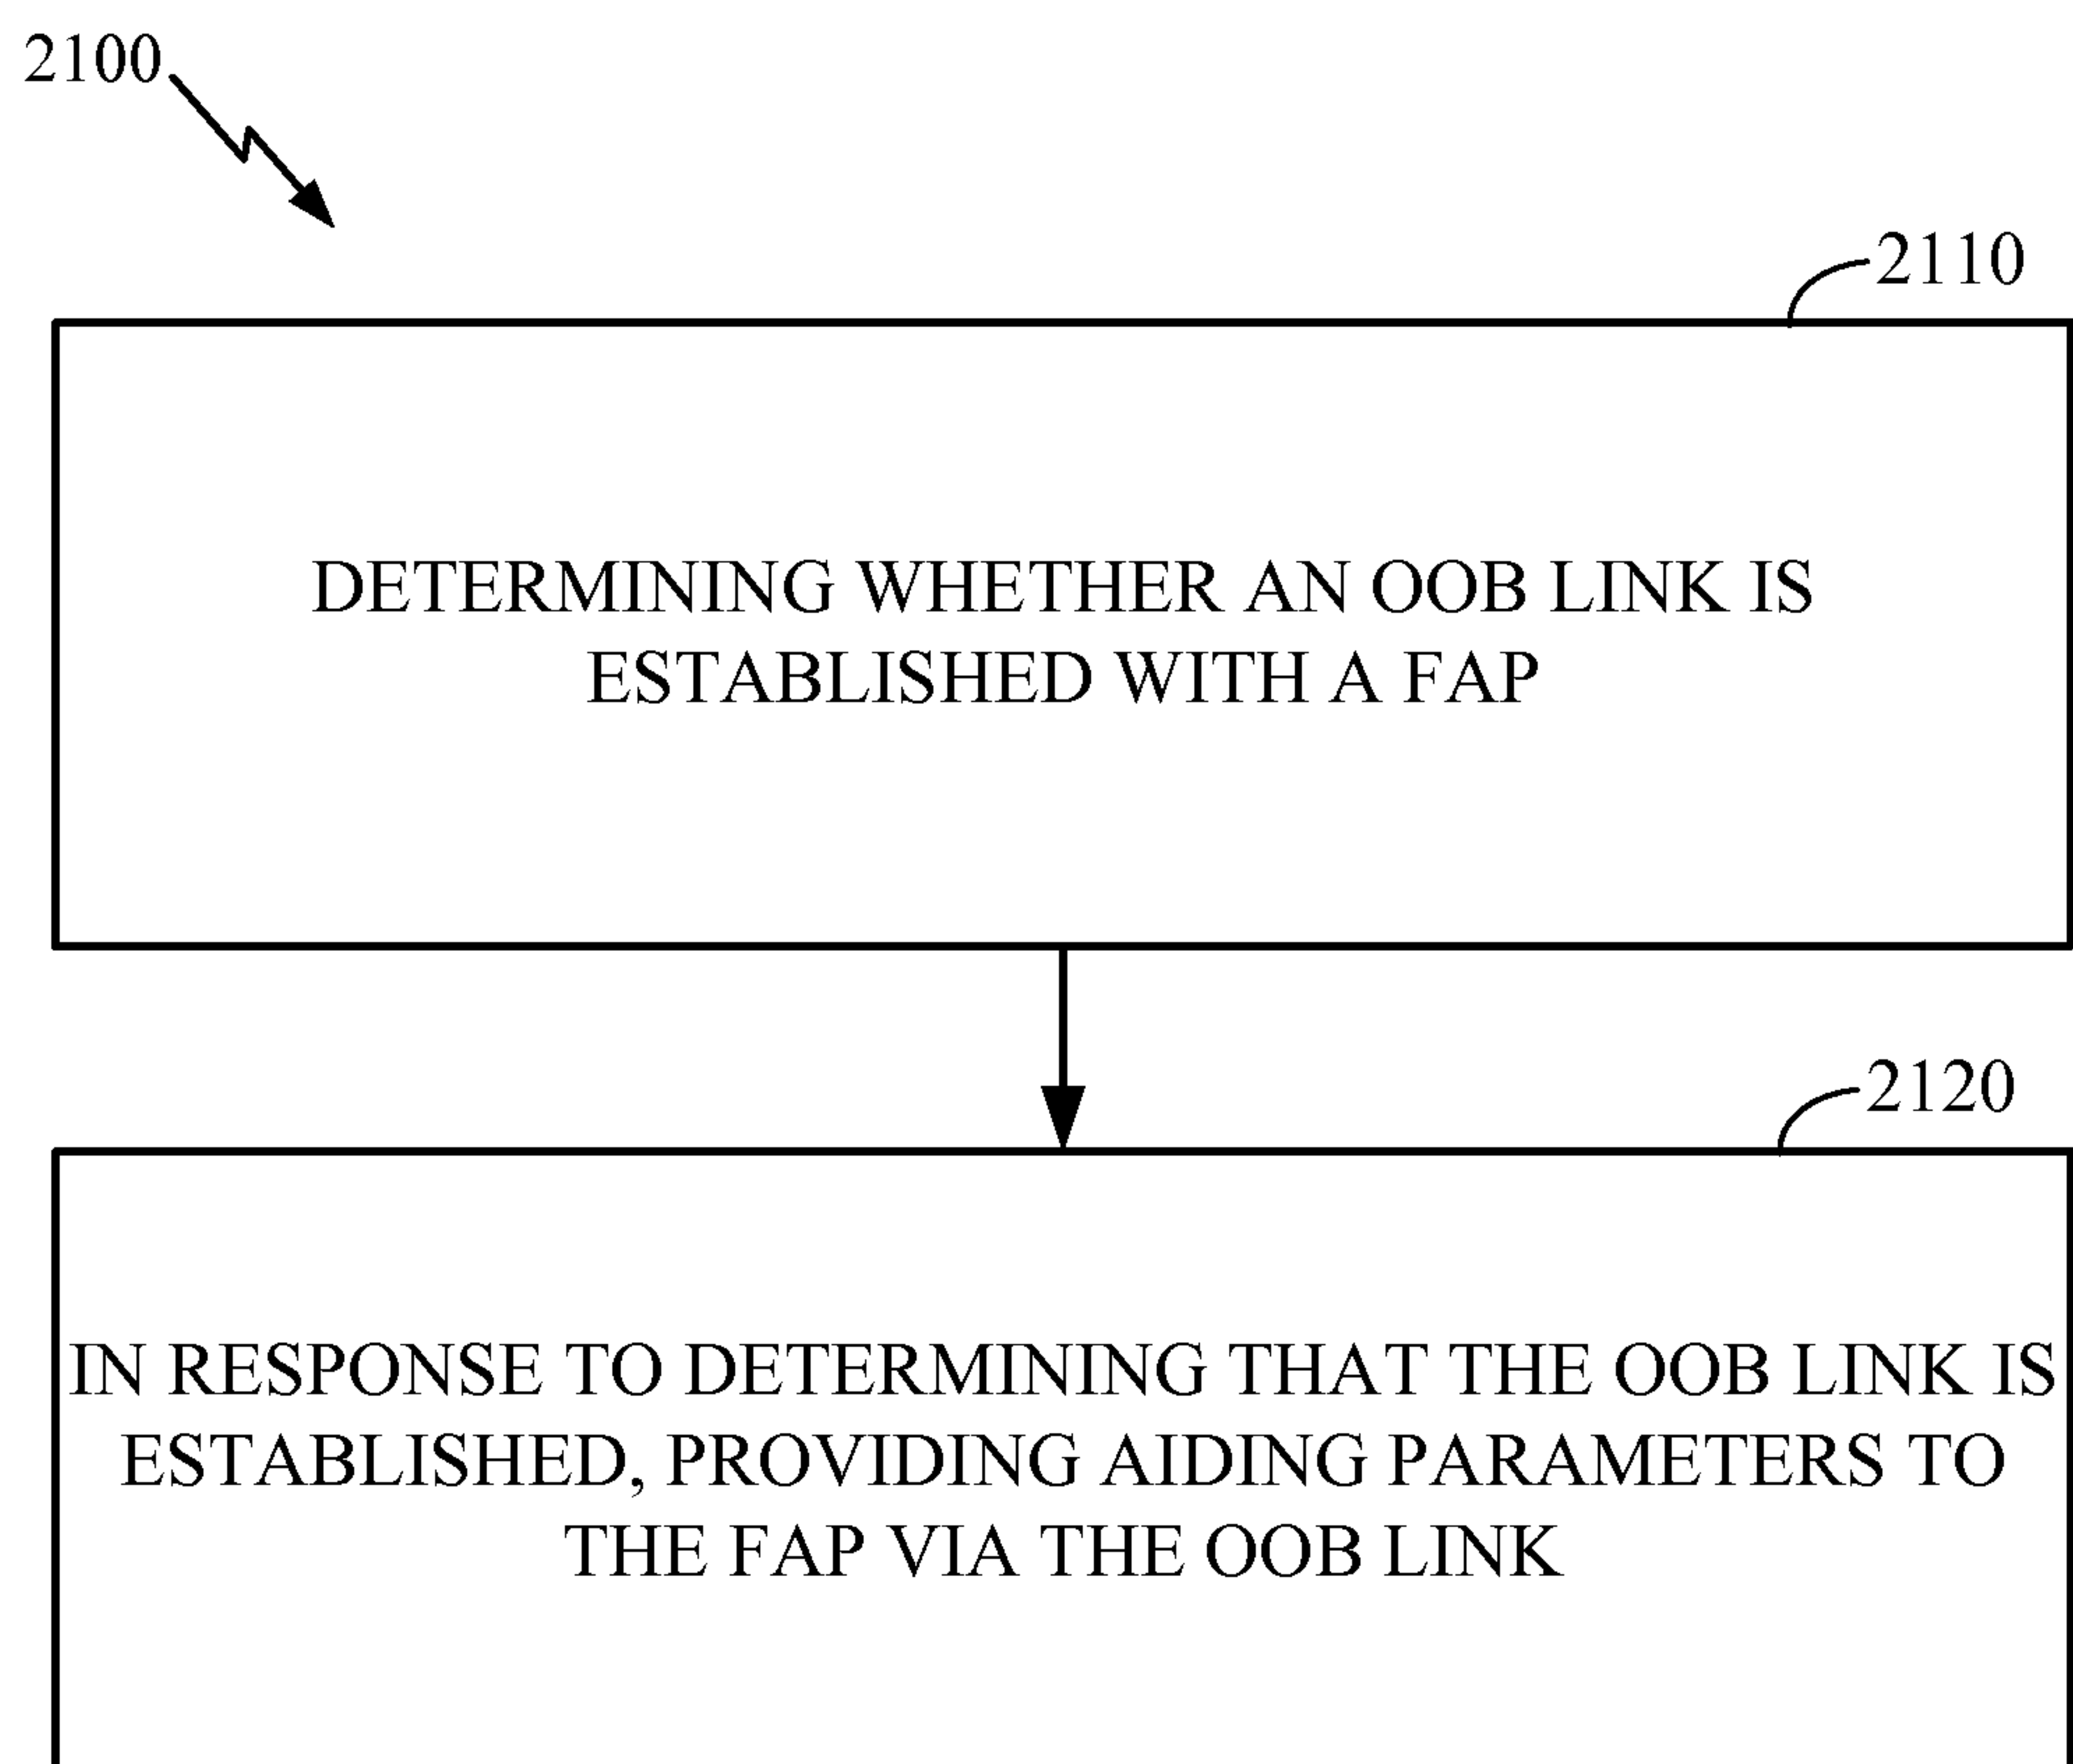 2100
2110
DETERMINING WHETHER AN OOB LINK IS
ESTABLISHED WITH A FAP
2120
IN RESPONSE TO DETERMINING THAT THE OOB LINK IS
ESTABLISHED, PROVIDING AIDING PARAMETERS TO
THE FAP VIA THE OOB LINK